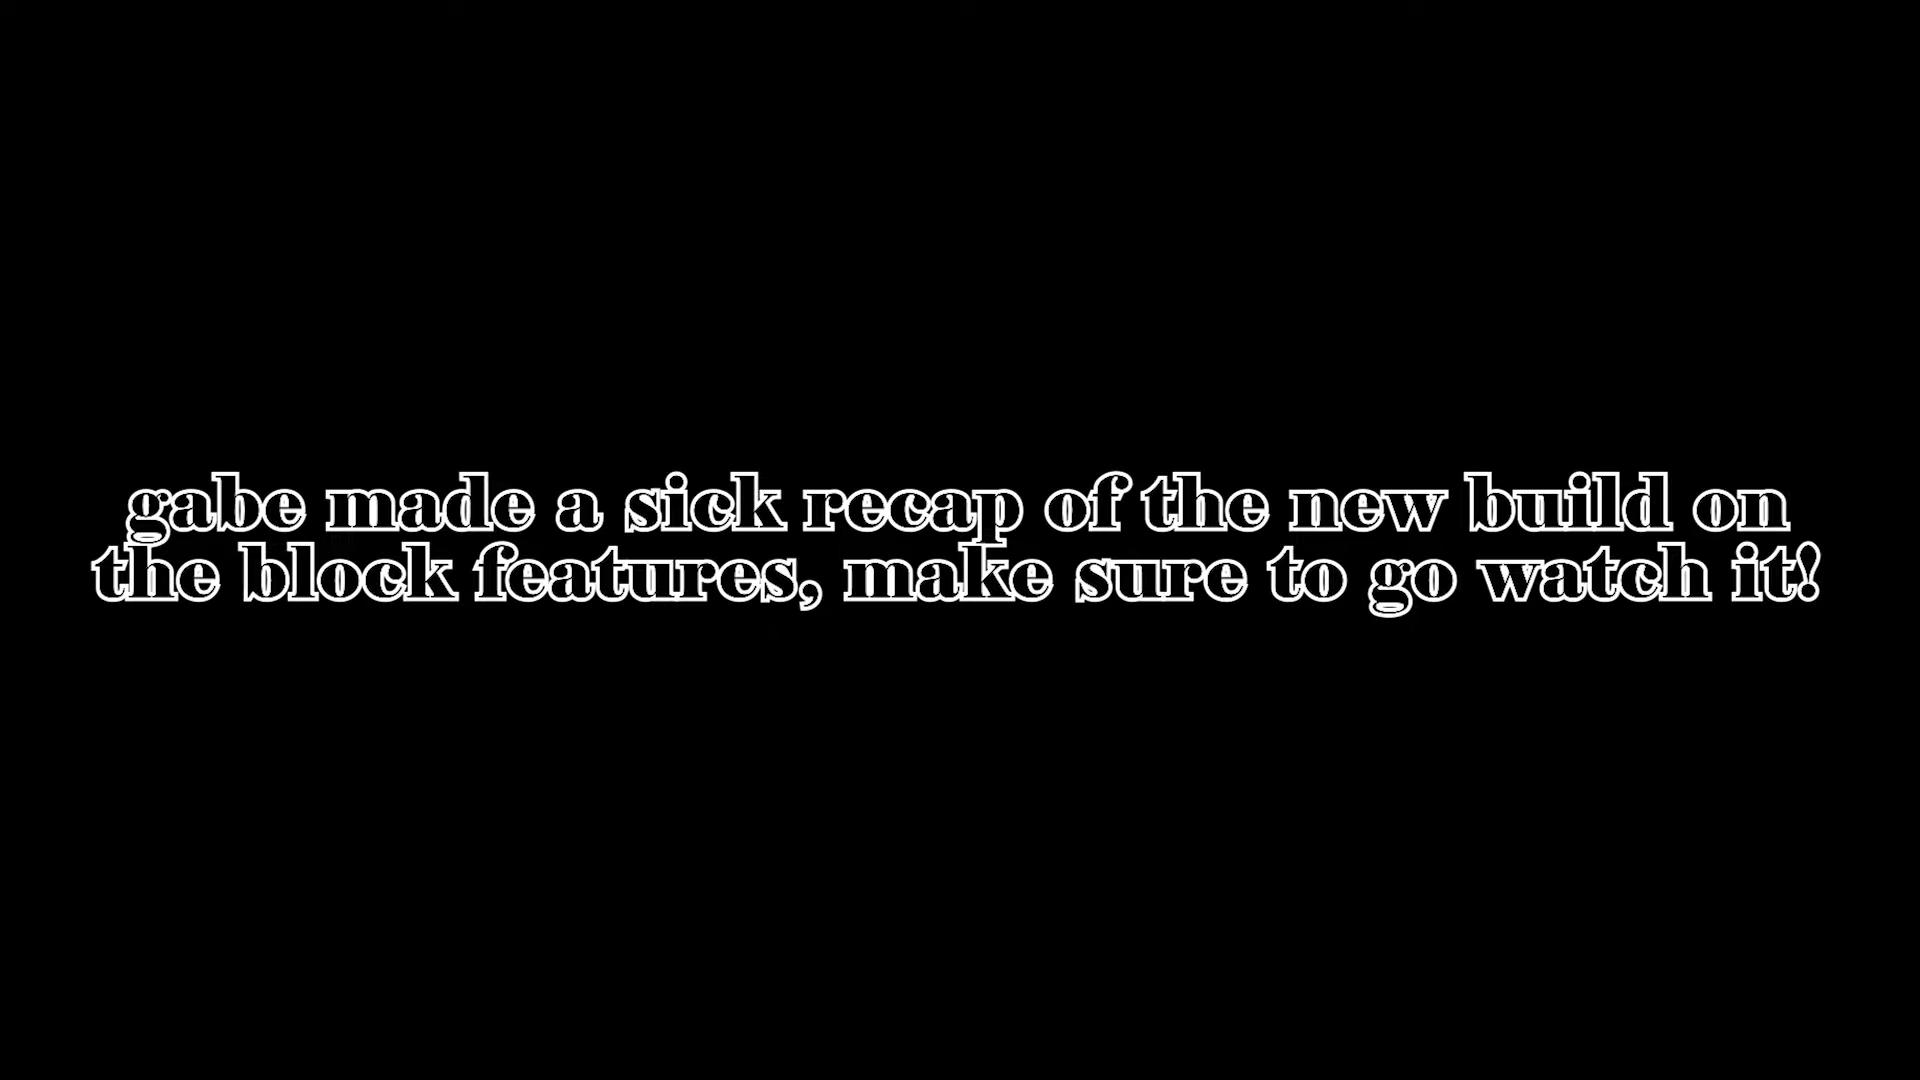 gabe made a sick recap of the new build on
the block features, make sure to go watch it!